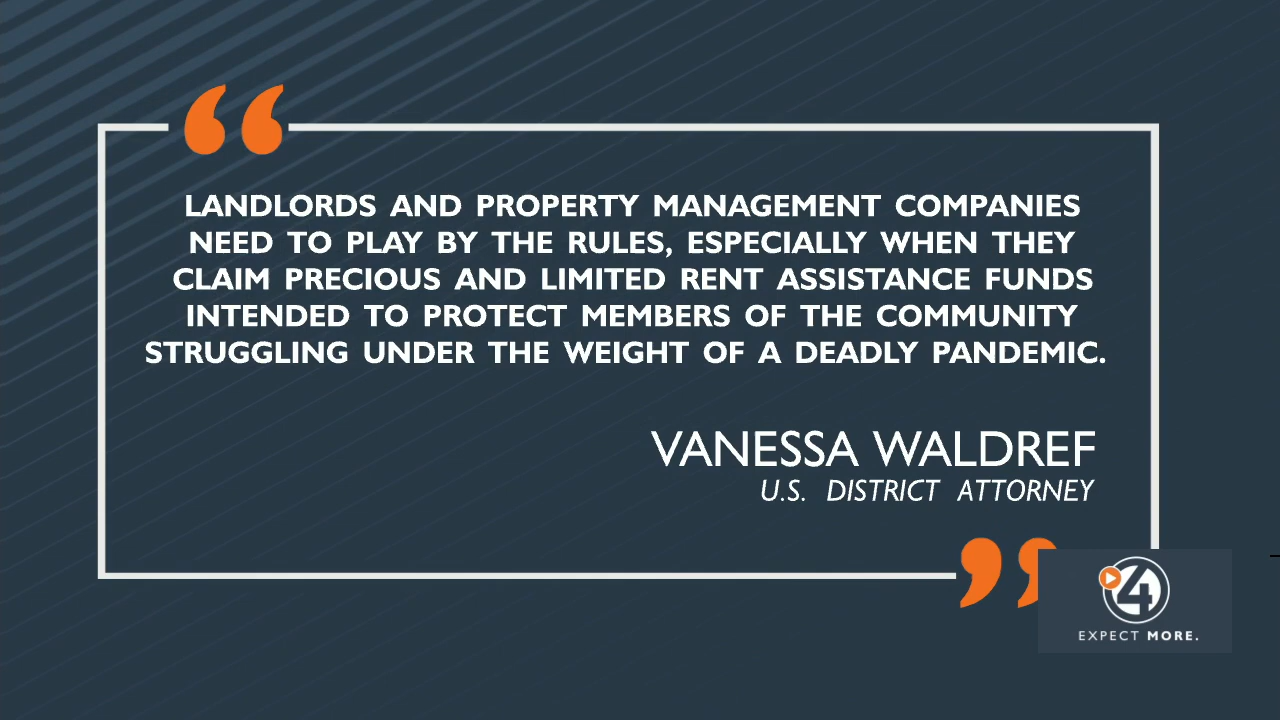 LANDLORDS AND PROPERTY MANAGEMENT COMPANIES
NEED TO PLAY BY THE RULES, ESPECIALLY WHEN THEY
CLAIM PRECIOUS AND LIMITED RENT ASSISTANCE FUNDS
INTENDED TO PROTECT MEMBERS OF THE COMMUNITY
STRUGGLING UNDER THE WEIGHT OF A DEADLY PANDEMIC.
VANESSA WALDREF
U.S. DISTRICT ATTORNEY
4
EXPECT MORE.